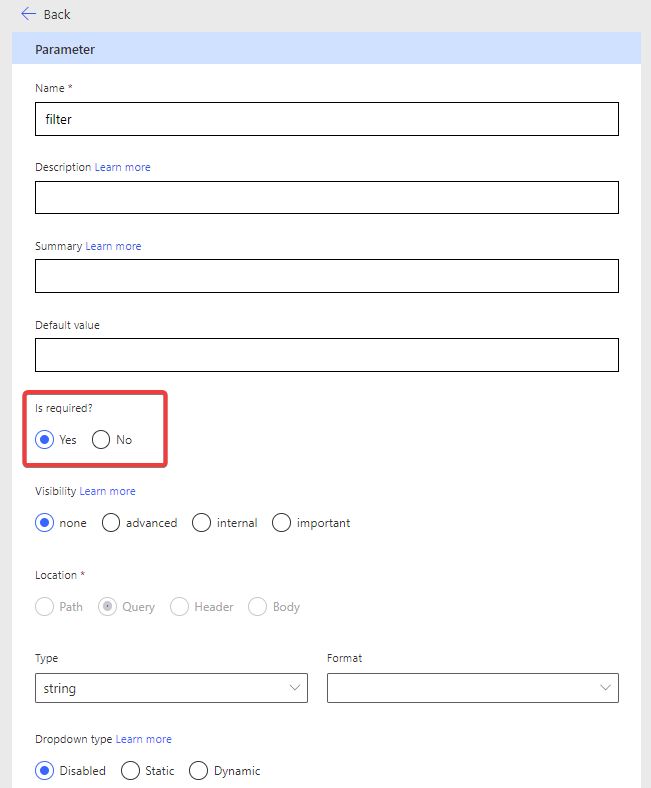 Back
Parameter
Name *
filter
Description Learn more
Summary Learn more
Default value
Is required?
Yes No
Visibility Learn more
none advanced internal important
Location *
Path Query Header Body
Type Format
string
Dropdown type Learn more
Disabled Static Dynamic